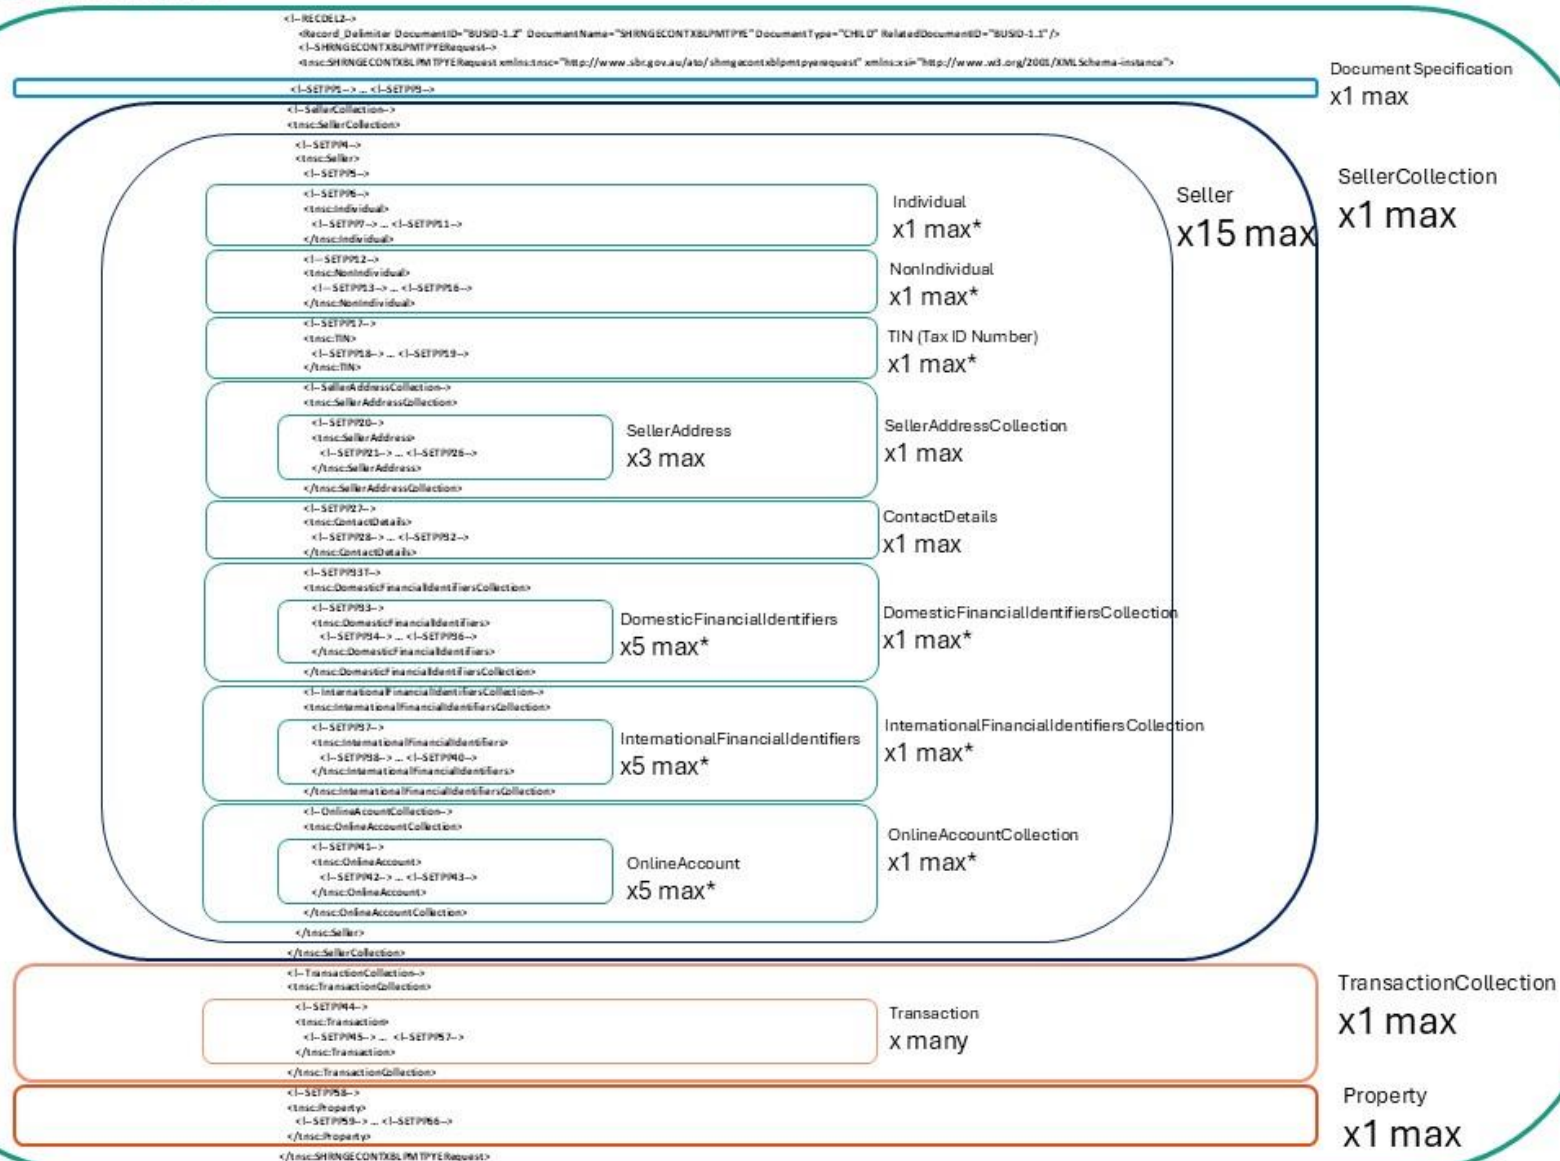 <!--RECDEL2-->
<Record_Delimiter DocumentID="BUSID-1.2" DocumentName="SHRNGECONTXBLPMTPYE" DocumentType="CHILD" RelatedDocumentID="BUSID-1.1"/>
<!--SHRNGECONTXBLPMTPYERequest-->
<tnsc:SHRNGECONTXBLPMTPYERequest xmlns:tnsc="http://www.sbr.gov.au/ato/shrngecontxblpmtpyerequest" xmlns:xsi="http://www.w3.org/2001/XMLSchema-instance">
<!--SETPP1--> ... <!--SETPP3-->
Document Specification
x1 max
<!--SellerCollection-->
<tnsc:SellerCollection>
SellerCollection
x1 max
<!--SETPP4-->
<tnsc:Seller>
<!--SETPP5-->
Seller
x15 max
<!--SETPP6-->
<tnsc:Individual>
<!--SETPP7--> ... <!--SETPP11-->
</tnsc:Individual>
Individual
x1 max*
<!--SETPP12-->
<tnsc:NonIndividual>
<!--SETPP13--> ... <!--SETPP16-->
</tnsc:NonIndividual>
NonIndividual
x1 max*
<!--SETPP17-->
<tnsc:TIN>
<!--SETPP18--> ... <!--SETPP19-->
</tnsc:TIN>
TIN (Tax ID Number)
x1 max*
<!--SellerAddressCollection-->
<tnsc:SellerAddressCollection>
<!--SETPP20-->
<tnsc:SellerAddress>
<!--SETPP21--> ... <!--SETPP26-->
</tnsc:SellerAddress>
</tnsc:SellerAddressCollection>
SellerAddress
x3 max
SellerAddressCollection
x1 max
<!--SETPP27-->
<tnsc:ContactDetails>
<!--SETPP28--> ... <!--SETPP32-->
</tnsc:ContactDetails>
ContactDetails
x1 max
<!--SETPP33T-->
<tnsc:DomesticFinancialIdentifiersCollection>
<!--SETPP33-->
<tnsc:DomesticFinancialIdentifiers>
<!--SETPP34--> ... <!--SETPP36-->
</tnsc:DomesticFinancialIdentifiers>
</tnsc:DomesticFinancialIdentifiersCollection>
DomesticFinancialIdentifiers
x5 max*
DomesticFinancialIdentifiersCollection
x1 max*
<!--InternationalFinancialIdentifiersCollection-->
<tnsc:InternationalFinancialIdentifiersCollection>
<!--SETPP37-->
<tnsc:InternationalFinancialIdentifiers>
<!--SETPP38--> ... <!--SETPP40-->
</tnsc:InternationalFinancialIdentifiers>
</tnsc:InternationalFinancialIdentifiersCollection>
InternationalFinancialIdentifiers
x5 max*
InternationalFinancialIdentifiersCollection
x1 max*
<!--OnlineAcountCollection-->
<tnsc:OnlineAccountCollection>
<!--SETPP41-->
<tnsc:OnlineAccount>
<!--SETPP42--> ... <!--SETPP43-->
</tnsc:OnlineAccount>
</tnsc:OnlineAccountCollection>
OnlineAccount
x5 max*
OnlineAccountCollection
x1 max*
</tnsc:Seller>
</tnsc:SellerCollection>
<!--TransactionCollection-->
<tnsc:TransactionCollection>
<!--SETPP44-->
<tnsc:Transaction>
<!--SETPP45--> ... <!--SETPP57-->
</tnsc:Transaction>
</tnsc:TransactionCollection>
Transaction
x many
TransactionCollection
x1 max
<!--SETPP58-->
<tnsc:Property>
<!--SETPP59--> ... <!--SETPP66-->
</tnsc:Property>
Property
x1 max
</tnsc:SHRNGECONTXBLPMTPYERequest>